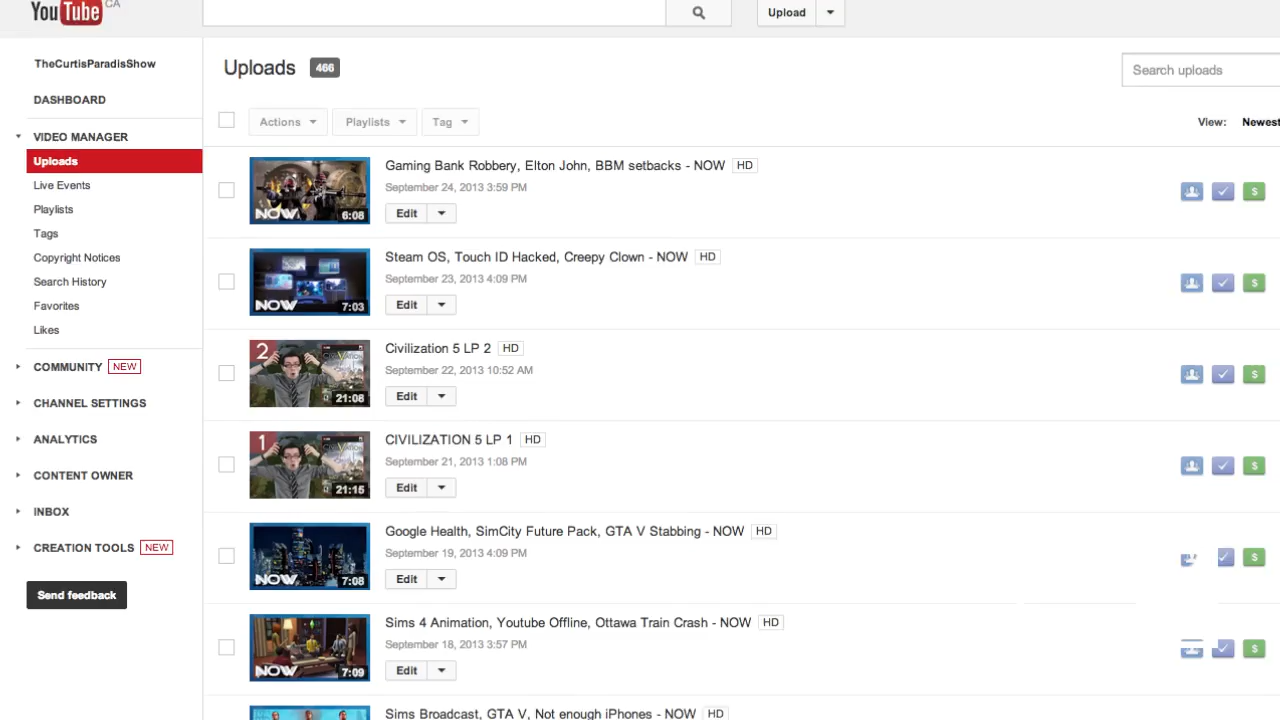 YouTube CA
Upload
TheCurtisParadisShow
DASHBOARD
VIDEO MANAGER
Uploads
Live Events
Playlists
Tags
Copyright Notices
Search History
Favorites
Likes
COMMUNITY NEW
CHANNEL SETTINGS
ANALYTICS
CONTENT OWNER
INBOX
CREATION TOOLS NEW
Send feedback
Uploads 466
Search uploads
Actions Playlists Tag
View: Newest
Gaming Bank Robbery, Elton John, BBM setbacks - NOW HD
September 24, 2013 3:59 PM
Edit
NOW 6:08
$
Steam OS, Touch ID Hacked, Creepy Clown - NOW HD
September 23, 2013 4:09 PM
Edit
NOW 7:03
$
Civilization 5 LP 2 HD
September 22, 2013 10:52 AM
Edit
2
21:08
$
CIVILIZATION 5 LP 1 HD
September 21, 2013 1:08 PM
Edit
1
21:15
$
Google Health, SimCity Future Pack, GTA V Stabbing - NOW HD
September 19, 2013 4:09 PM
Edit
NOW 7:08
$
Sims 4 Animation, Youtube Offline, Ottawa Train Crash - NOW HD
September 18, 2013 3:57 PM
Edit
NOW 7:09
$
Sims Broadcast, GTA V, Not enough iPhones - NOW HD